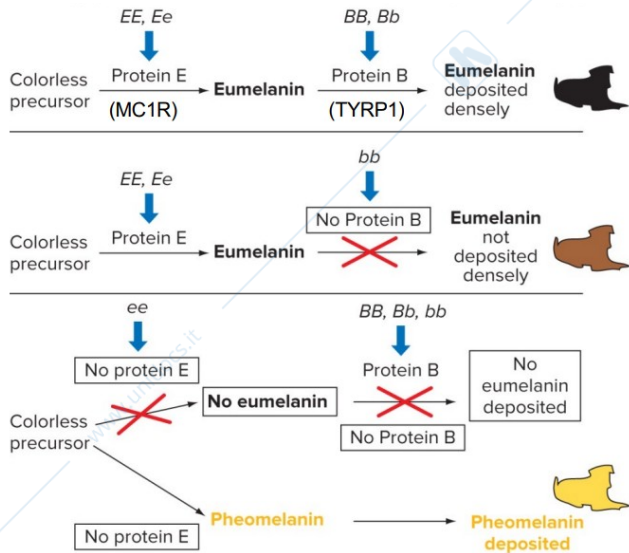 EE, Ee
BB, Bb
Colorless
precursor
Protein E
(MC1R)
Eumelanin
Protein B
(TYRP1)
Eumelanin
deposited
densely
EE, Ee
bb
Colorless
precursor
Protein E
Eumelanin
No Protein B
Eumelanin
not
deposited
densely
ee
BB, Bb, bb
No protein E
Protein B
Colorless
precursor
No eumelanin
No Protein B
No
eumelanin
deposited
No protein E
Pheomelanin
Pheomelanin
deposited